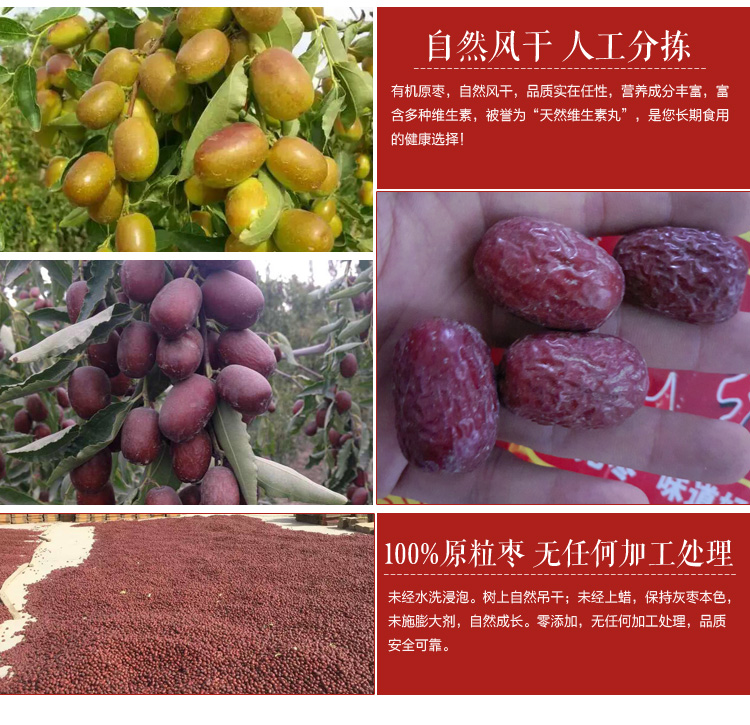 自然风干 人工分拣
有机原枣，自然风干，品质实在任性，营养成分丰富，富
含多种维生素，被誉为“天然维生素丸”，是您长期食用
的健康选择！
味道
100%原粒枣 无任何加工处理
未经水洗浸泡。树上自然吊干；未经上蜡，保持灰枣本色，
未施膨大剂，自然成长。零添加，无任何加工处理，品质
安全可靠。